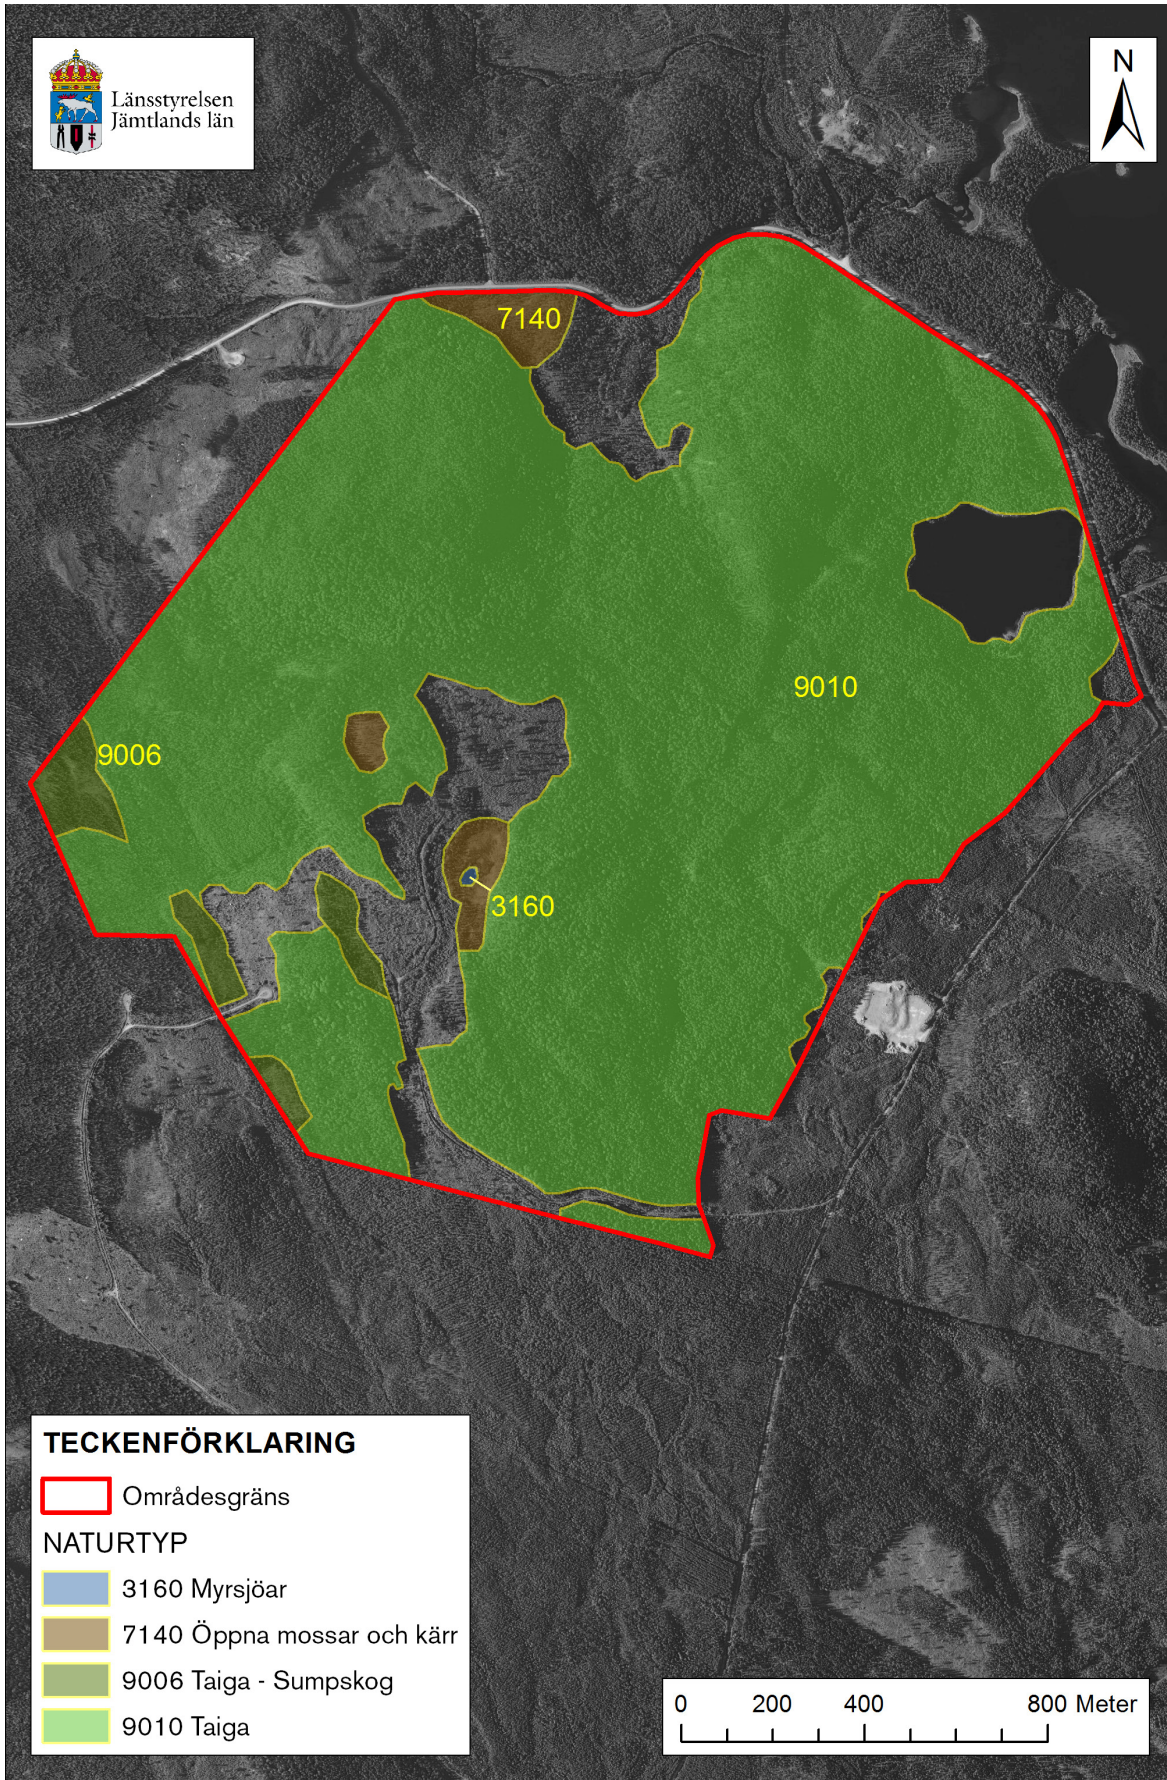 Länsstyrelsen
Jämtlands län
N
7140
9010
9006
3160
TECKENFÖRKLARING
Områdesgräns
NATURTYP
3160 Myrsjöar
7140 Öppna mossar och kärr
9006 Taiga - Sumpskog
9010 Taiga
0 200 400 800 Meter